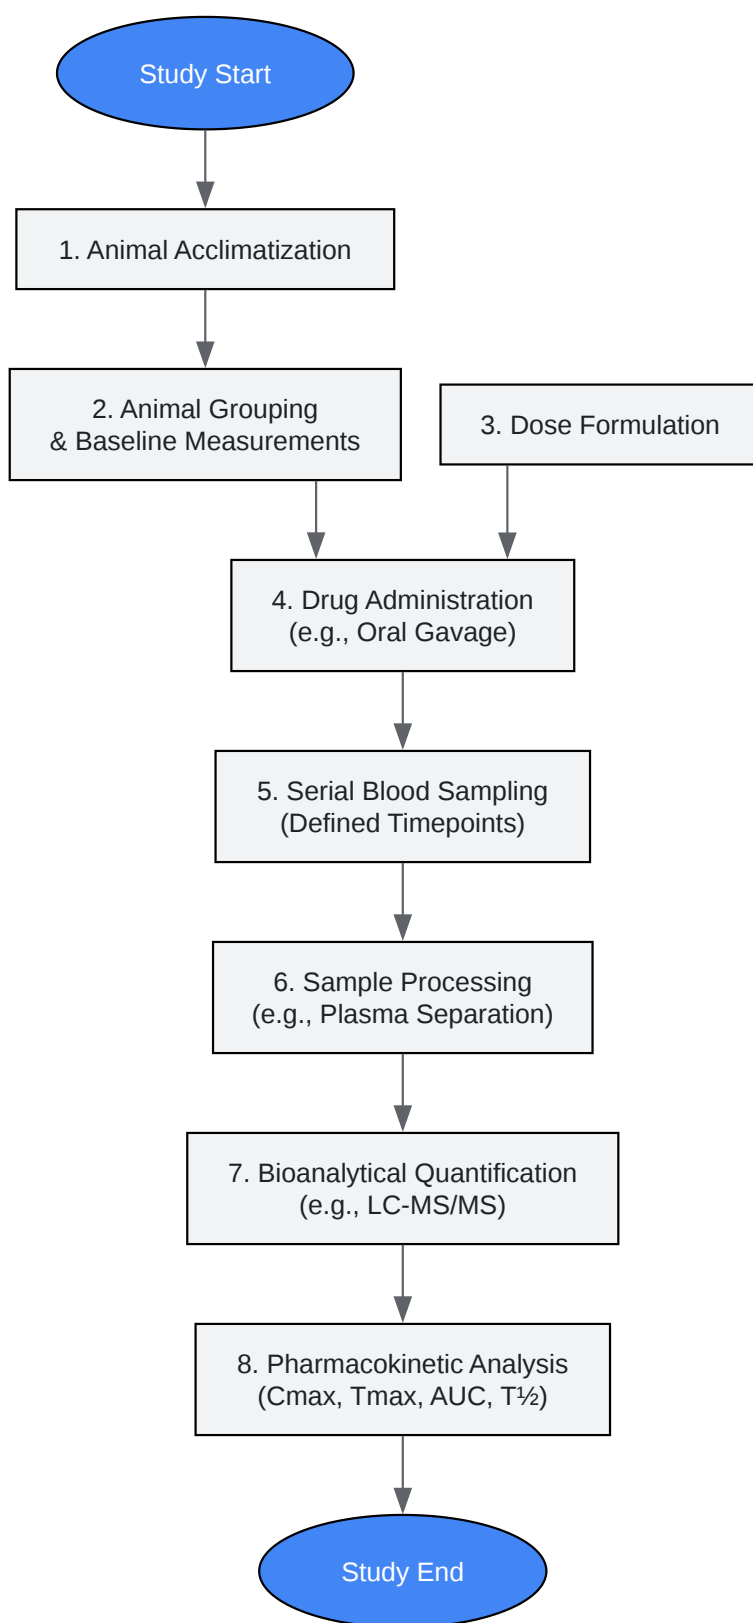 Study Start
1. Animal Acclimatization
2. Animal Grouping
& Baseline Measurements
3. Dose Formulation
4. Drug Administration
(e.g., Oral Gavage)
5. Serial Blood Sampling
(Defined Timepoints)
6. Sample Processing
(e.g., Plasma Separation)
7. Bioanalytical Quantification
(e.g., LC-MS/MS)
8. Pharmacokinetic Analysis
(Cmax, Tmax, AUC, T½)
Study End